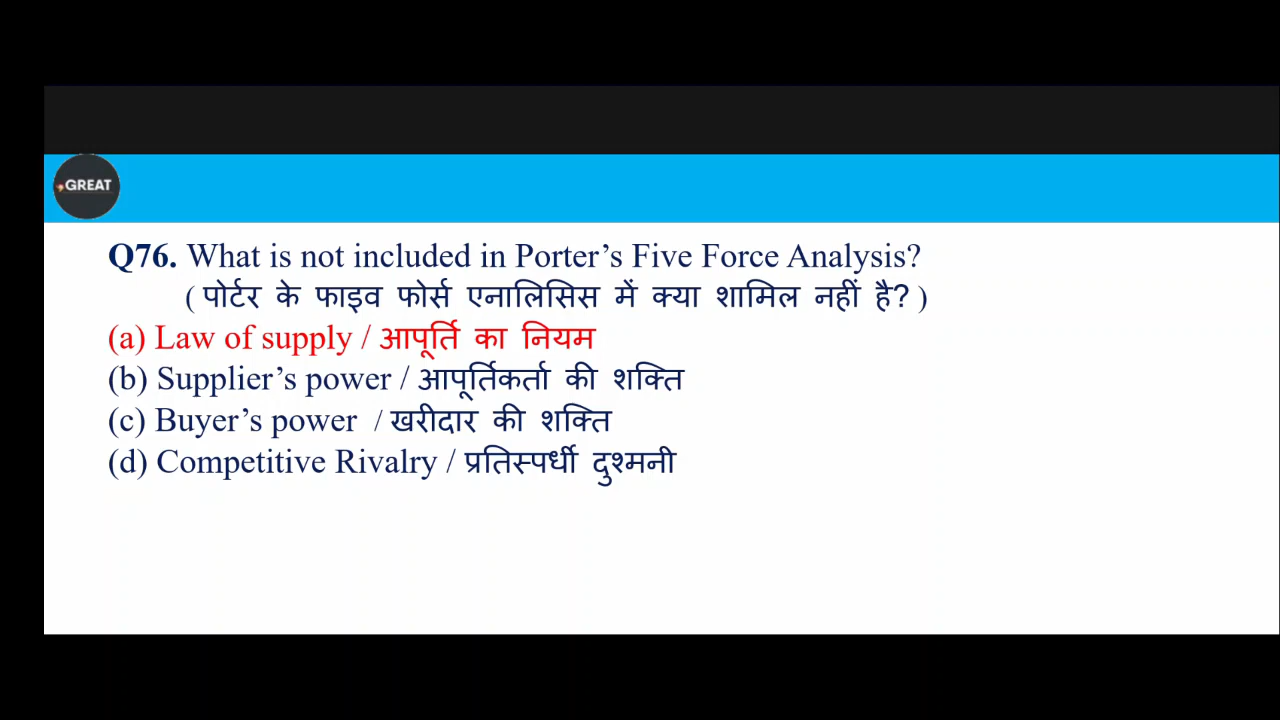 GREAT
Q76. What is not included in Porter’s Five Force Analysis?
( पोर्टर के फाइव फोर्स एनालिसिस में क्या शामिल नहीं है? )
(a) Law of supply / आपूर्ति का नियम
(b) Supplier’s power / आपूर्तिकर्ता की शक्ति
(c) Buyer’s power / खरीदार की शक्ति
(d) Competitive Rivalry / प्रतिस्पर्धी दुश्मनी